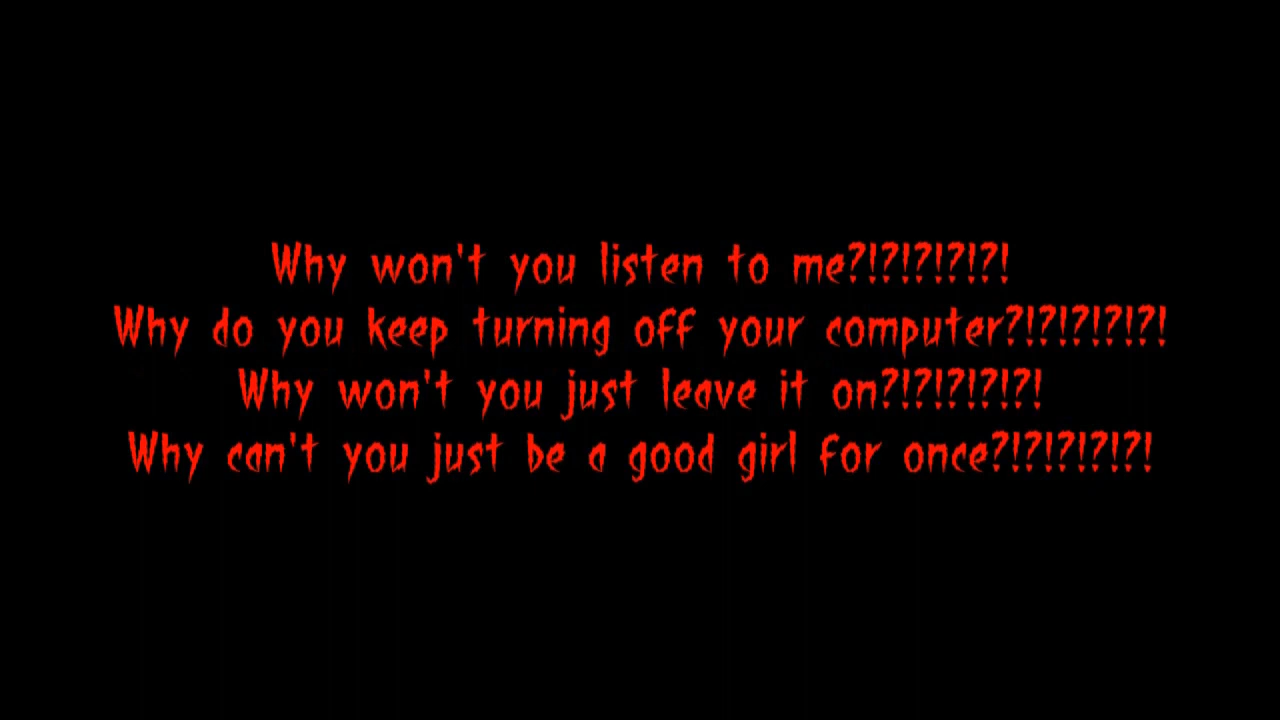 Why won't you listen to me?!?!?!?!?!
Why do you keep turning off your computer?!?!?!?!?!
Why won't you just leave it on?!?!?!?!?!
Why can't you just be a good girl for once?!?!?!?!?!